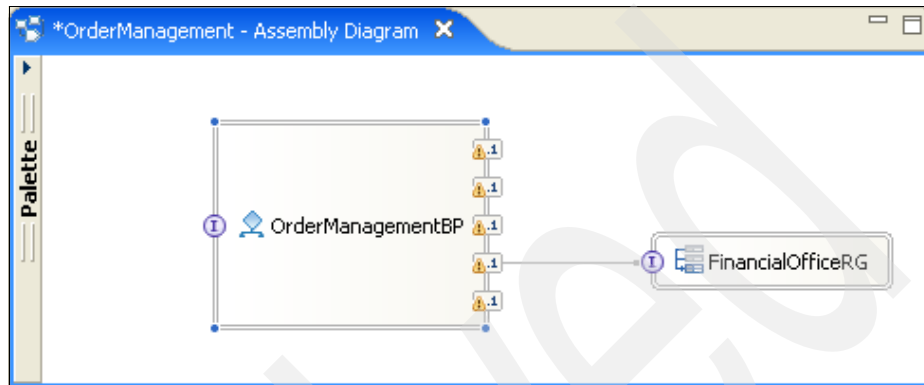 *OrderManagement - Assembly Diagram
Palette
.1
.1
I OrderManagementBP .1
.1 I FinancialOfficeRG
.1